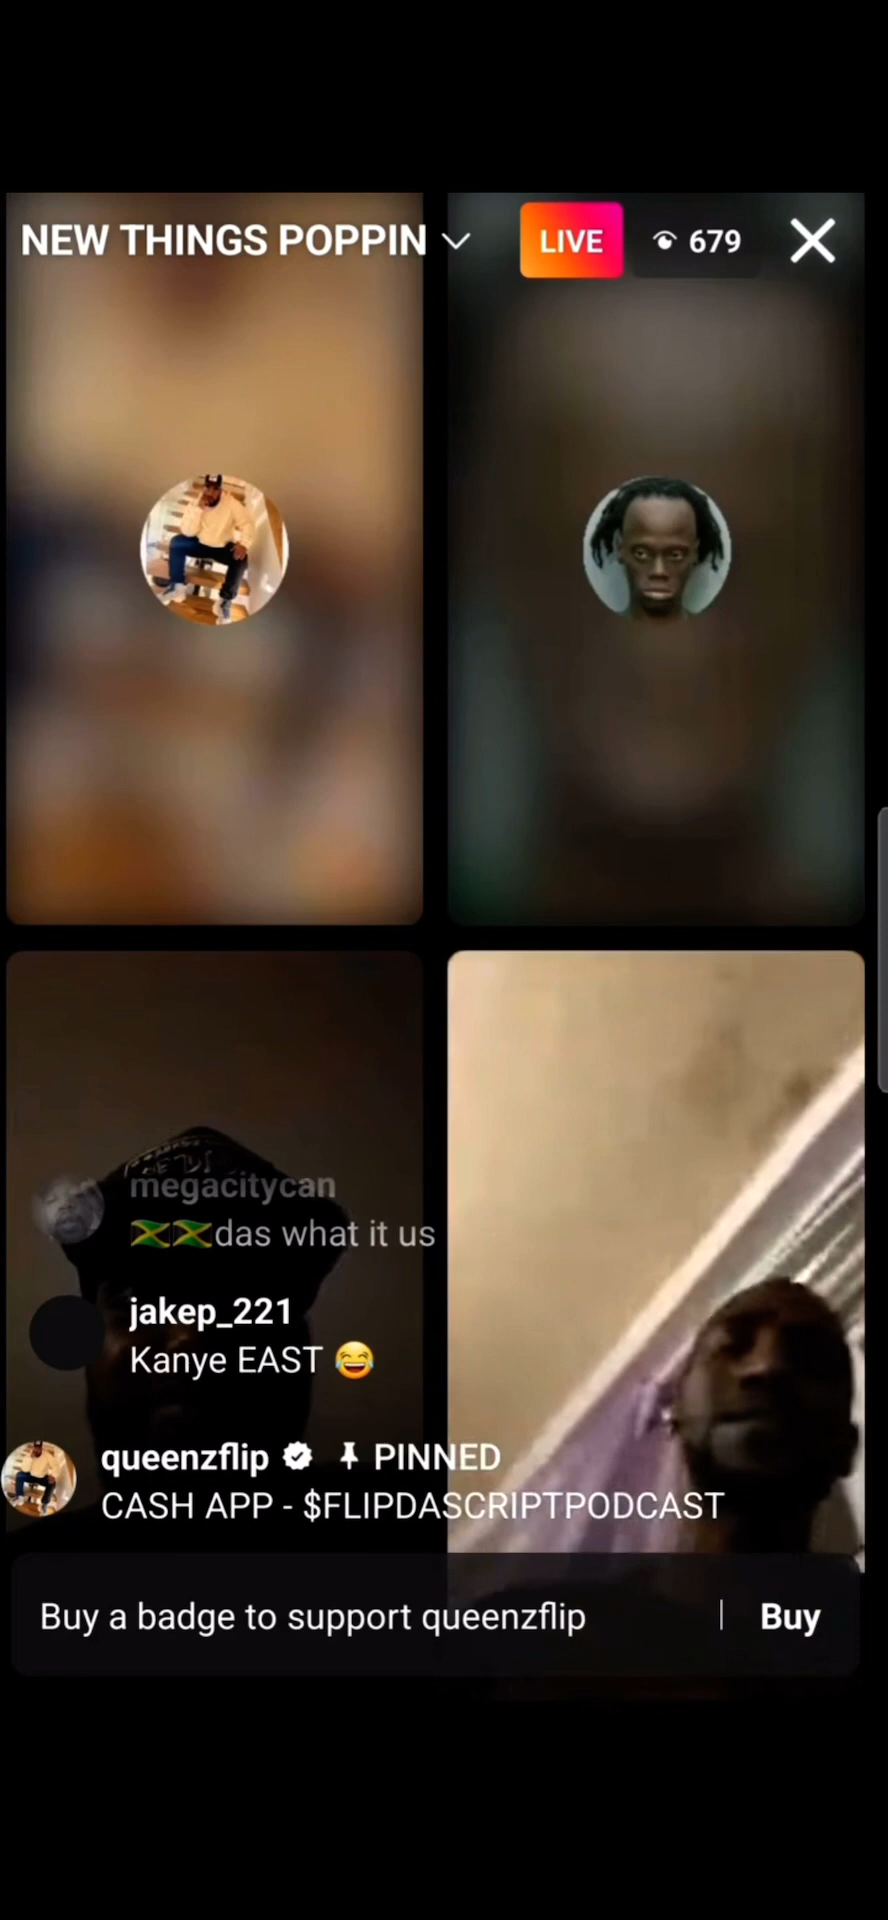 NEW THINGS POPPIN
LIVE
679
megacitycan
🇯🇲🇯🇲das what it us
jakep_221
Kanye EAST 😂
queenzflip PINNED
CASH APP - $FLIPDASCRIPTPODCAST
Buy a badge to support queenzflip | Buy